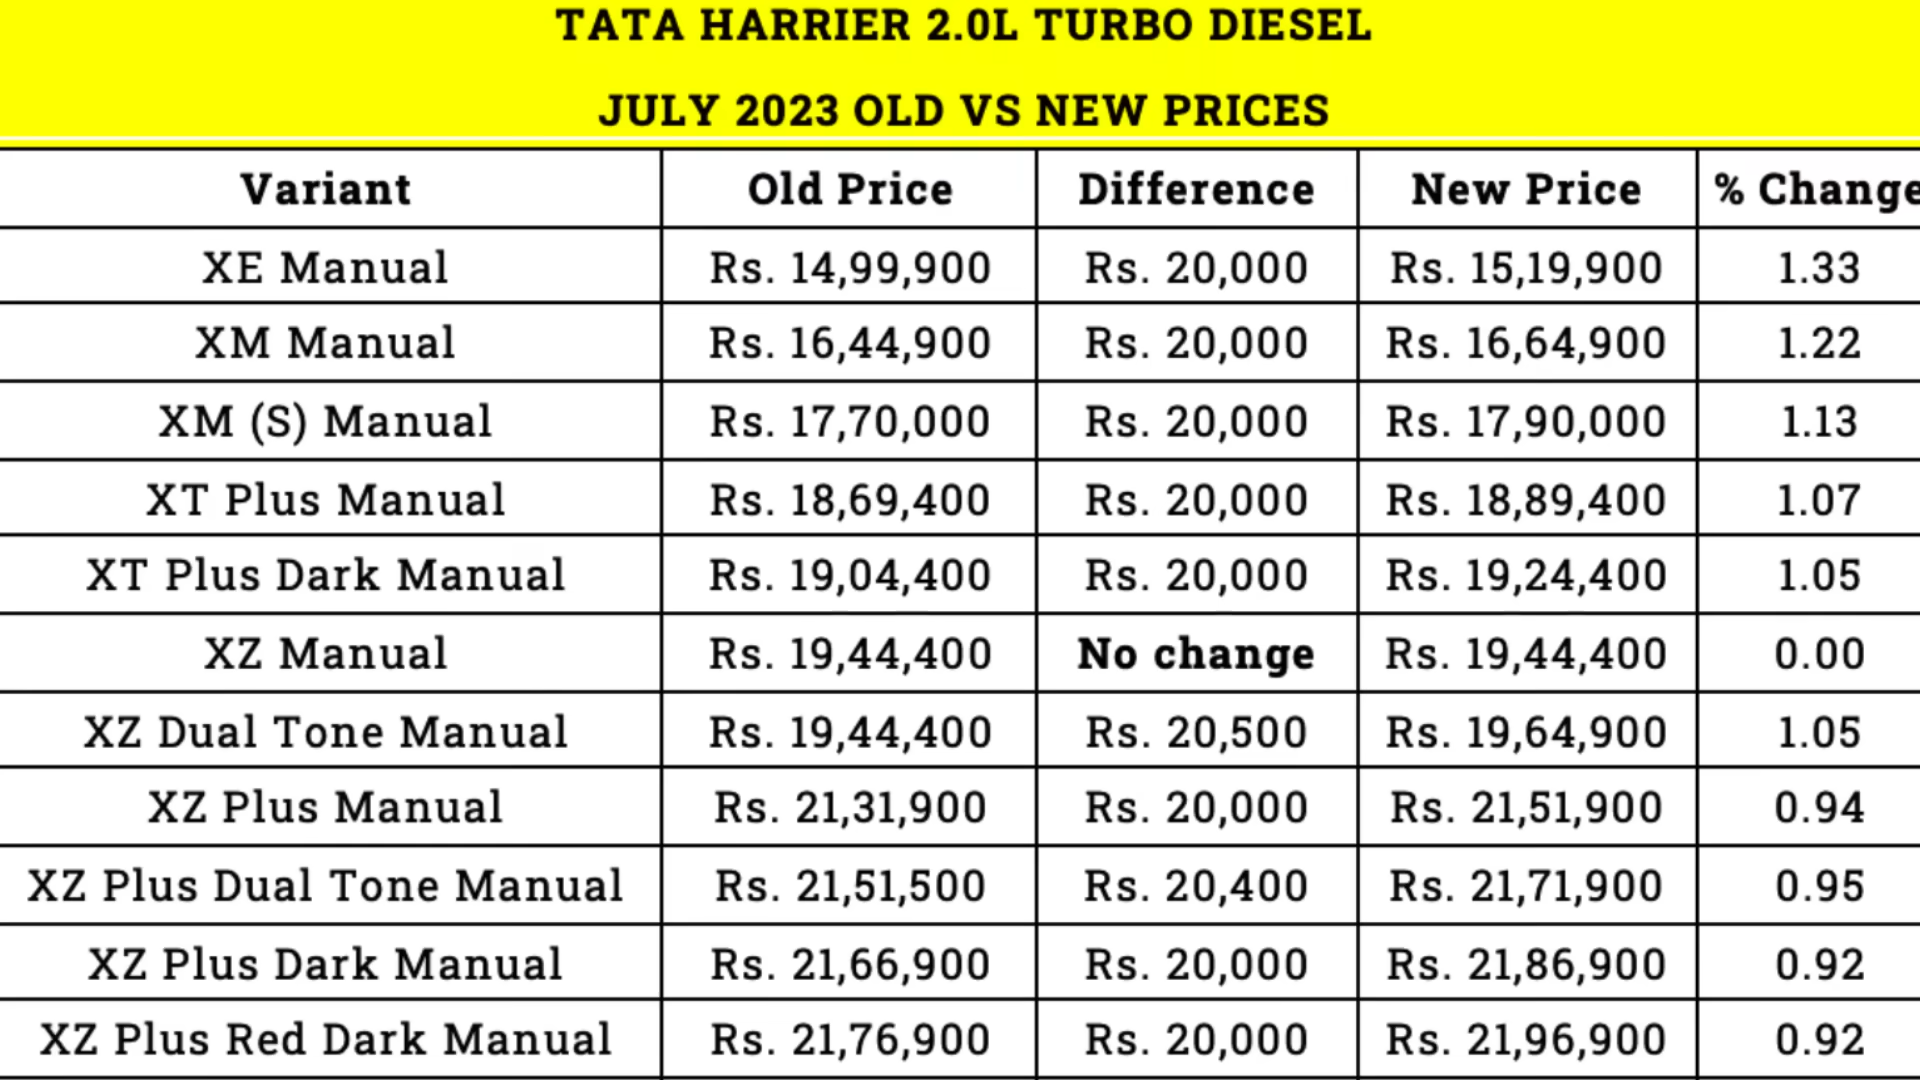 TATA HARRIER 2.0L TURBO DIESEL
JULY 2023 OLD VS NEW PRICES
Variant Old Price Difference New Price % Change
XE Manual Rs. 14,99,900 Rs. 20,000 Rs. 15,19,900 1.33
XM Manual Rs. 16,44,900 Rs. 20,000 Rs. 16,64,900 1.22
XM (S) Manual Rs. 17,70,000 Rs. 20,000 Rs. 17,90,000 1.13
XT Plus Manual Rs. 18,69,400 Rs. 20,000 Rs. 18,89,400 1.07
XT Plus Dark Manual Rs. 19,04,400 Rs. 20,000 Rs. 19,24,400 1.05
XZ Manual Rs. 19,44,400 No change Rs. 19,44,400 0.00
XZ Dual Tone Manual Rs. 19,44,400 Rs. 20,500 Rs. 19,64,900 1.05
XZ Plus Manual Rs. 21,31,900 Rs. 20,000 Rs. 21,51,900 0.94
XZ Plus Dual Tone Manual Rs. 21,51,500 Rs. 20,400 Rs. 21,71,900 0.95
XZ Plus Dark Manual Rs. 21,66,900 Rs. 20,000 Rs. 21,86,900 0.92
XZ Plus Red Dark Manual Rs. 21,76,900 Rs. 20,000 Rs. 21,96,900 0.92